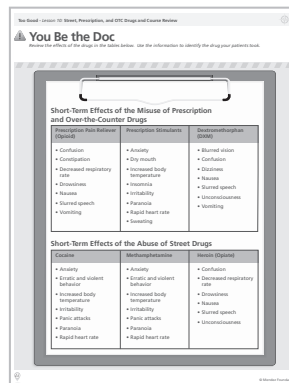 Too Good - Lesson 10: Street, Prescription, and OTC Drugs and Course Review
You Be the Doc
Review the effects of the drugs in the tables below. Use the information to identify the drug your patients took.
Short-Term Effects of the Misuse of Prescription
and Over-the-Counter Drugs
Prescription Pain Reliever (Opioid)
• Confusion
• Constipation
• Decreased respiratory
rate
• Drowsiness
• Nausea
• Slurred speech
• Vomiting
Prescription Stimulants
• Anxiety
• Dry mouth
• Increased body
temperature
• Insomnia
• Irritability
• Paranoia
• Rapid heart rate
• Sweating
Dextromethorphan
(DXM)
• Blurred vision
• Confusion
• Dizziness
• Nausea
• Slurred speech
• Unconsciousness
• Vomiting
Short-Term Effects of the Abuse of Street Drugs
Cocaine
• Anxiety
• Erratic and violent
behavior
• Increased body
temperature
• Irritability
• Panic attacks
• Paranoia
• Rapid heart rate
Methamphetamine
• Anxiety
• Erratic and violent
behavior
• Increased body
temperature
• Irritability
• Panic attacks
• Paranoia
• Rapid heart rate
Heroin (Opiate)
• Confusion
• Decreased respiratory
rate
• Drowsiness
• Nausea
• Slurred speech
• Unconsciousness